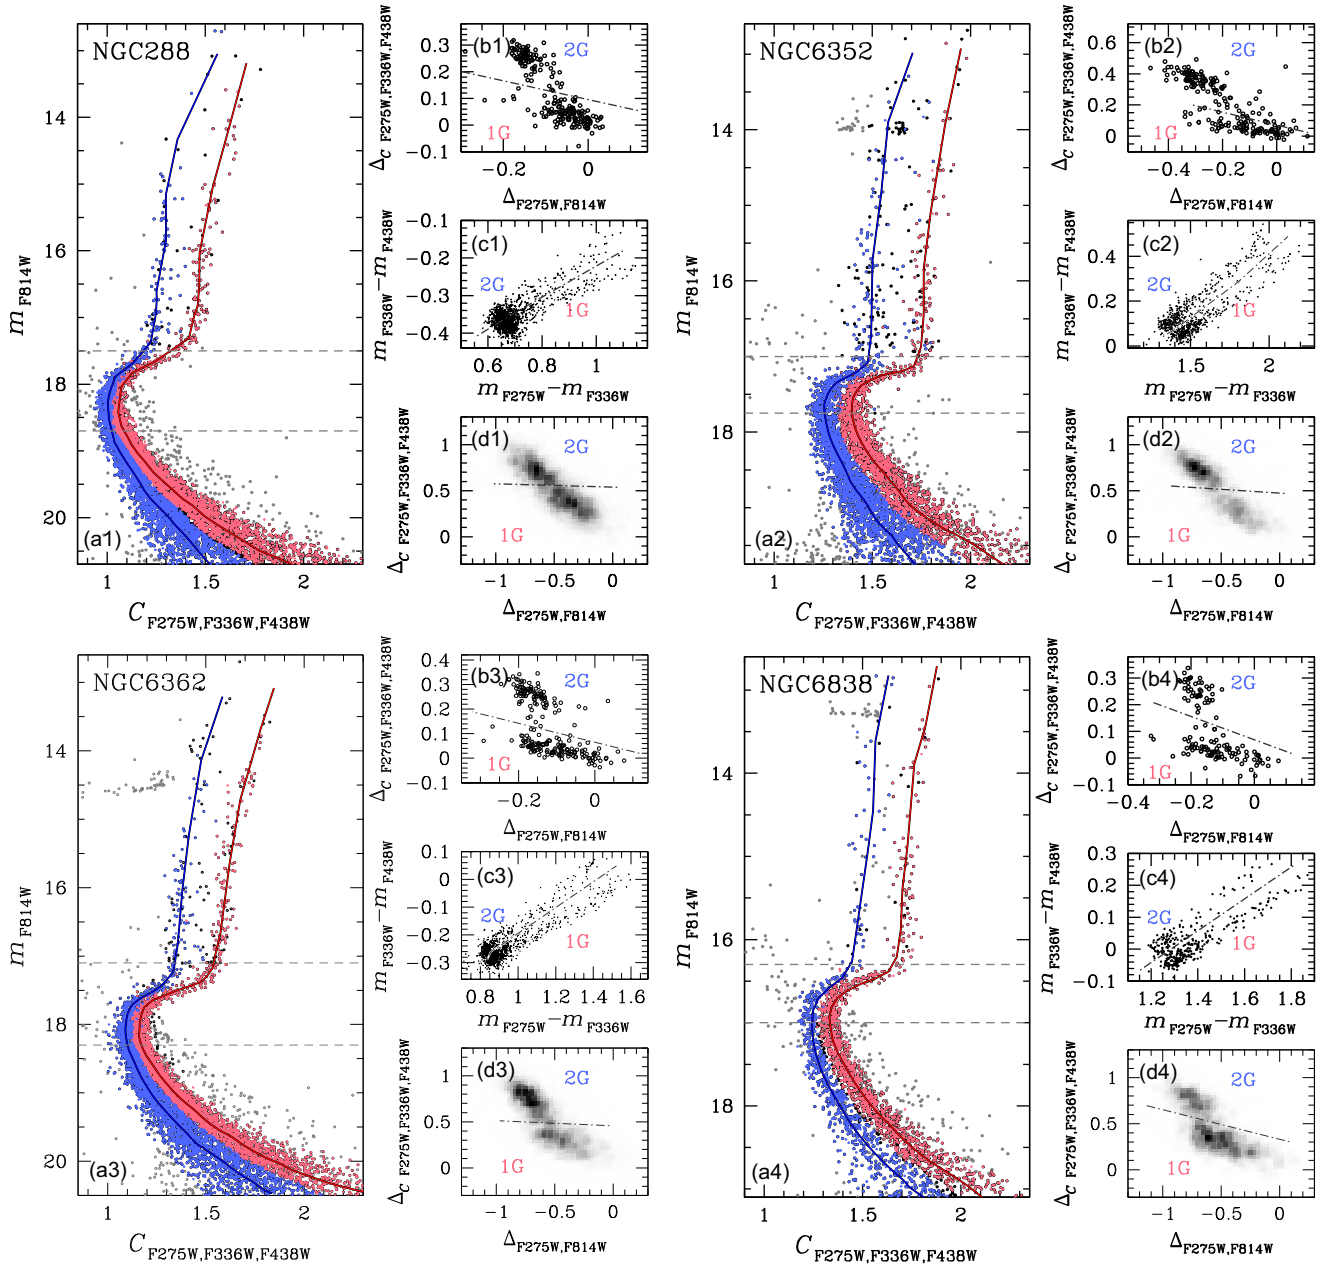 NGC288
14
16
18
20
m F814W
(a1)
1
1.5
2
C F275W,F336W,F438W
(b1)
2G
1G
0.3
0.2
0.1
0
−0.1
Δ C F275W,F336W,F438W
−0.2
0
Δ F275W,F814W
(c1)
2G
1G
−0.1
−0.2
−0.3
−0.4
m F336W − m F438W
0.6
0.8
1
m F275W − m F336W
(d1)
2G
1G
1
0.5
0
Δ C F275W,F336W,F438W
−1
−0.5
0
Δ F275W,F814W
NGC6352
14
16
18
m F814W
(a2)
1
1.5
2
C F275W,F336W,F438W
(b2)
2G
1G
0.6
0.4
0.2
0
Δ C F275W,F336W,F438W
−0.4
−0.2
0
Δ F275W,F814W
(c2)
2G
1G
0.4
0.2
0
m F336W − m F438W
1.5
2
m F275W − m F336W
(d2)
2G
1G
1
0.5
0
Δ C F275W,F336W,F438W
−1
−0.5
0
Δ F275W,F814W
NGC6362
14
16
18
20
m F814W
(a3)
1
1.5
2
C F275W,F336W,F438W
(b3)
2G
1G
0.4
0.3
0.2
0.1
0
−0.1
Δ C F275W,F336W,F438W
−0.2
0
Δ F275W,F814W
(c3)
2G
1G
0.1
0
−0.1
−0.2
−0.3
m F336W − m F438W
0.8
1
1.2
1.4
1.6
m F275W − m F336W
(d3)
2G
1G
1
0.5
0
Δ C F275W,F336W,F438W
−1
−0.5
0
Δ F275W,F814W
NGC6838
14
16
18
m F814W
(a4)
1
1.5
2
C F275W,F336W,F438W
(b4)
2G
1G
0.3
0.2
0.1
0
−0.1
Δ C F275W,F336W,F438W
−0.4
−0.2
0
Δ F275W,F814W
(c4)
2G
1G
0.3
0.2
0.1
0
−0.1
m F336W − m F438W
1.2
1.4
1.6
1.8
m F275W − m F336W
(d4)
2G
1G
1
0.5
0
Δ C F275W,F336W,F438W
−1
−0.5
0
Δ F275W,F814W